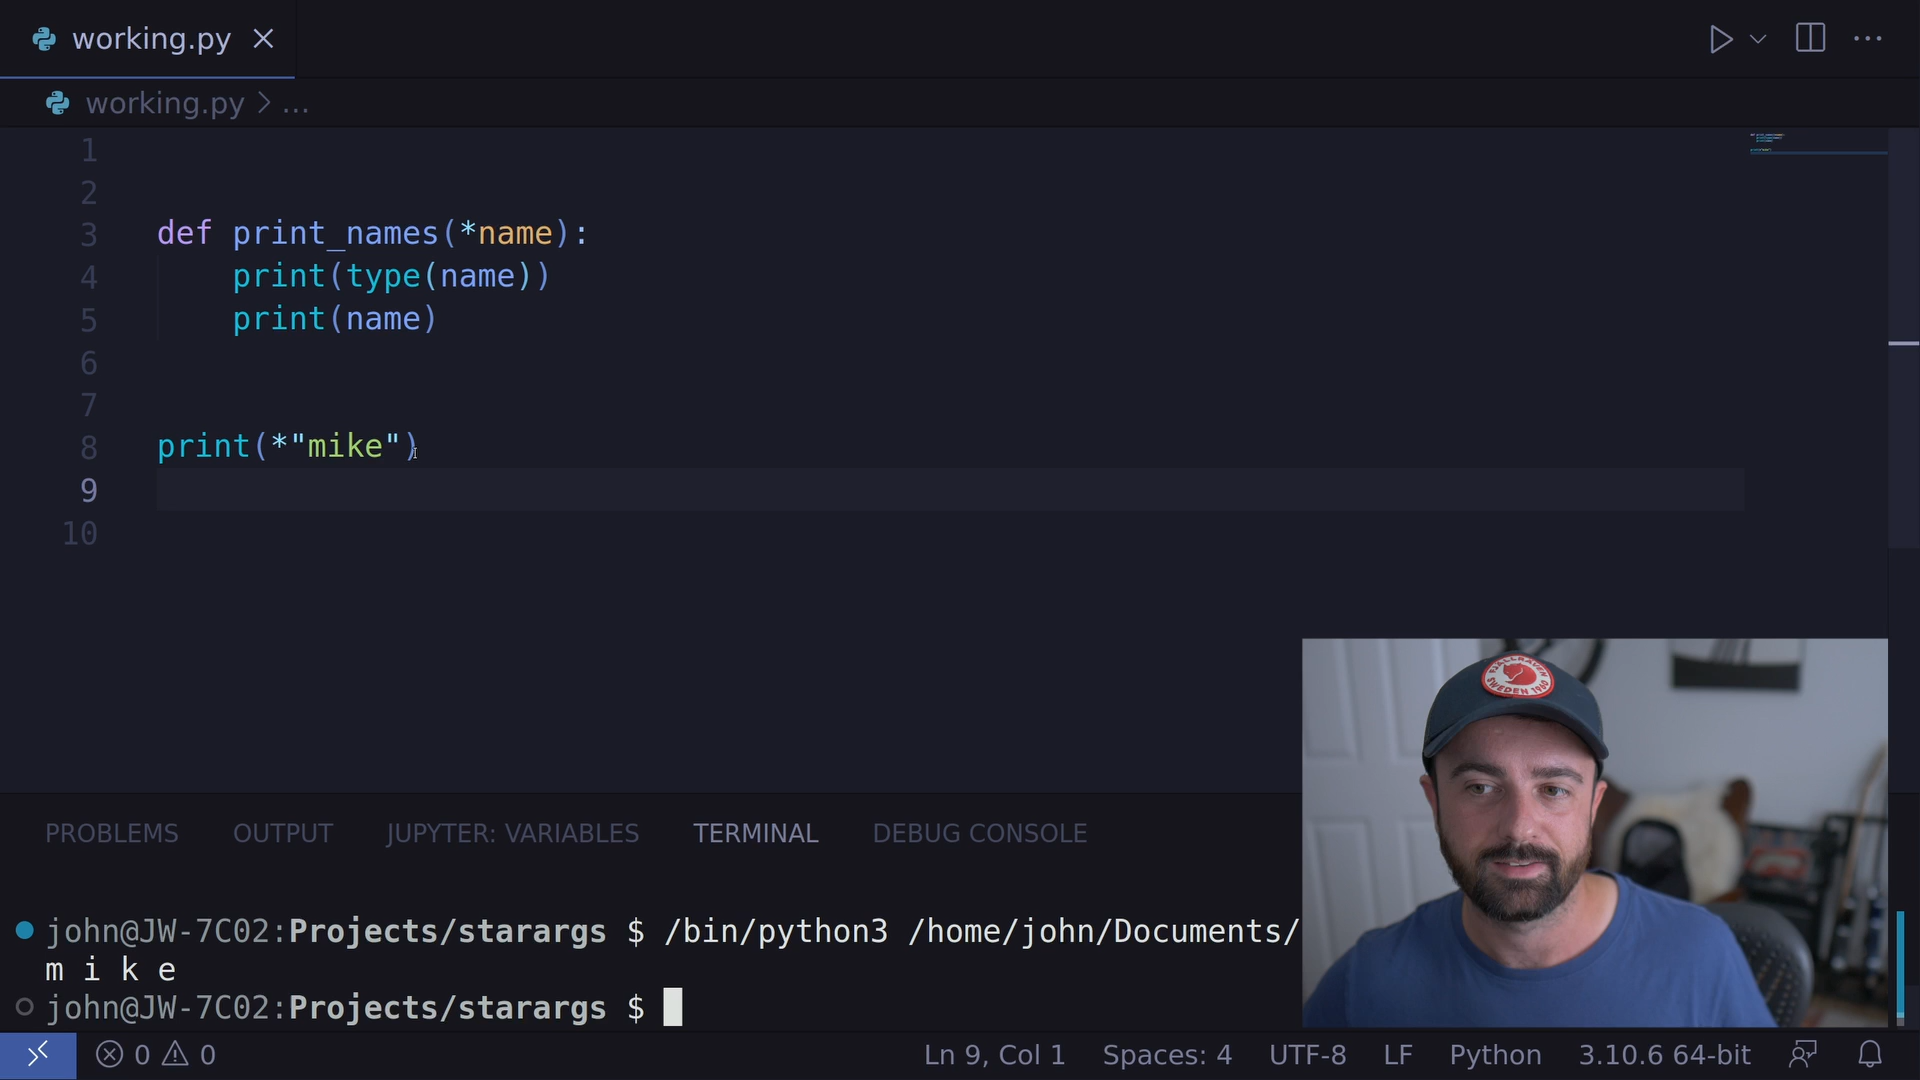 working.py
working.py > ...
1
2
3 def print_names(*name):
4 print(type(name))
5 print(name)
6
7
8 print(*"mike")
9
10
FJÄLLRÄVEN
SWEDEN 1960
PROBLEMS OUTPUT JUPYTER: VARIABLES TERMINAL DEBUG CONSOLE
john@JW-7C02:Projects/starargs $ /bin/python3 /home/john/Documents/
m i k e
john@JW-7C02:Projects/starargs $
0 0 Ln 9, Col 1 Spaces: 4 UTF-8 LF Python 3.10.6 64-bit